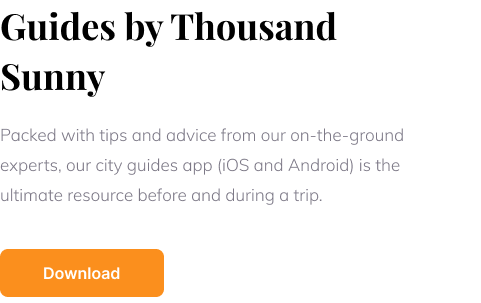 Guides by Thousand
Sunny
Packed with tips and advice from our on-the-ground
experts, our city guides app (iOS and Android) is the
ultimate resource before and during a trip.
Download